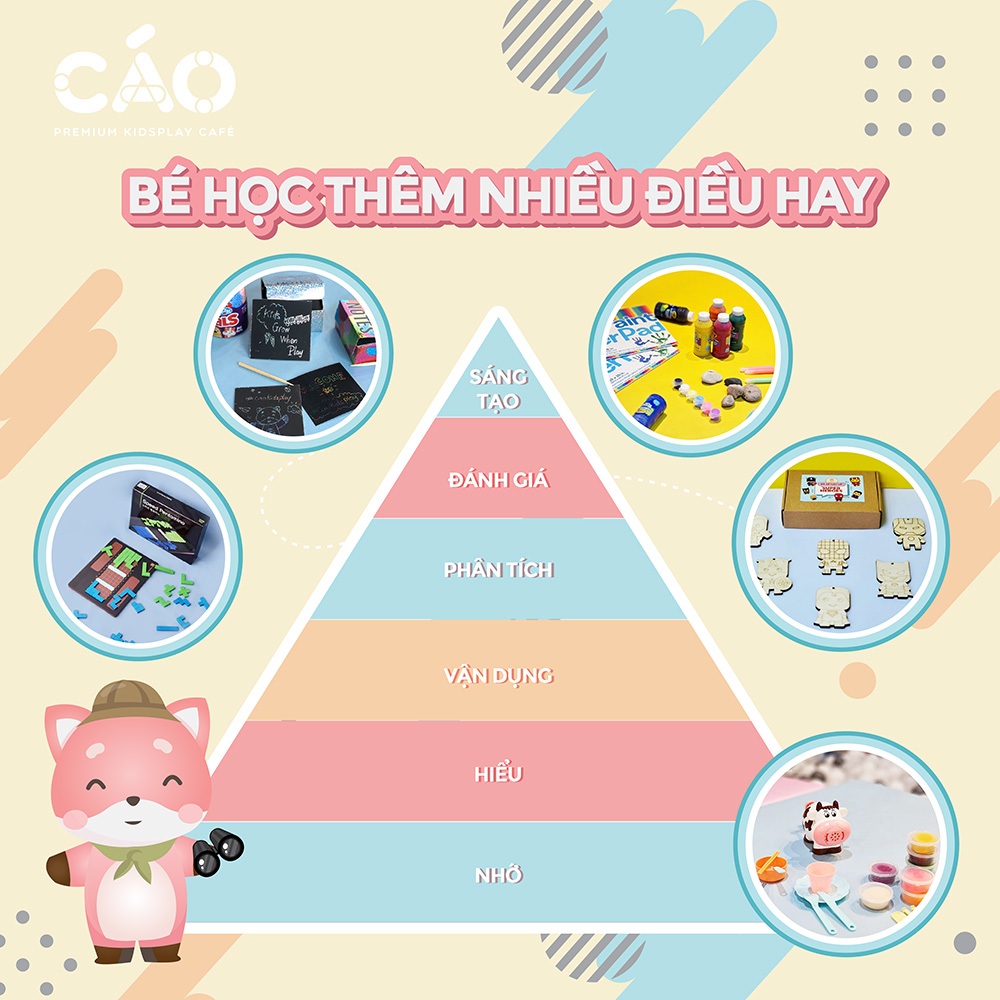 CÁO
PREMIUM KIDSPLAY CAFÉ
BÉ HỌC THÊM NHIỀU ĐIỀU HAY
Kids
Grow
When
Play
NOTES
SÁNG
TẠO
ĐÁNH GIÁ
PHÂN TÍCH
VẬN DỤNG
HIỂU
NHỚ